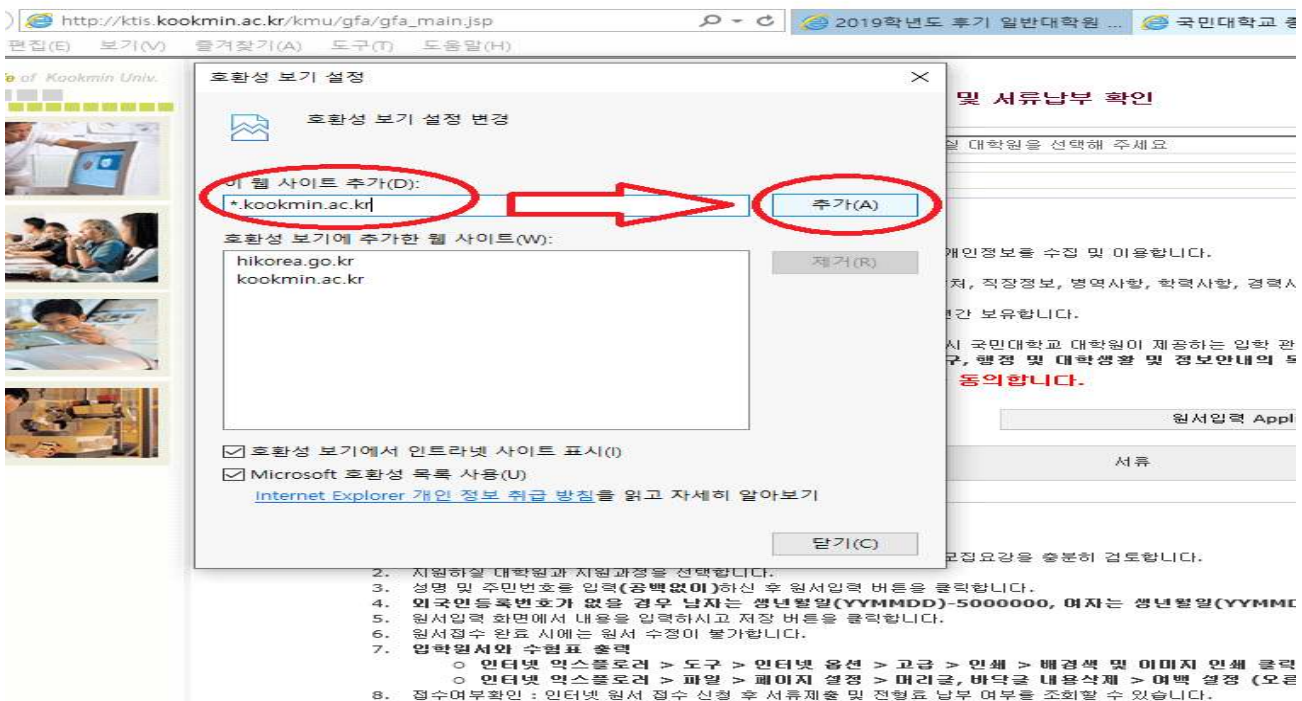 http://ktis.kookmin.ac.kr/kmu/gfa/gfa_main.jsp
2019학년도 후기 일반대학원 ...
국민대학교 종
편집(E) 보기(V) 즐겨찾기(A) 도구(T) 도움말(H)
of Kookmin Univ.
호환성 보기 설정
및 서류납부 확인
호환성 보기 설정 변경
실 대학원을 선택해 주세요
이 웹 사이트 추가(D):
*.kookmin.ac.kr
추가(A)
호환성 보기에 추가한 웹 사이트(W):
hikorea.go.kr
kookmin.ac.kr
제거(R)
개인정보를 수집 및 이용합니다.
처, 직장정보, 병역사항, 학력사항, 경력사
간 보유합니다.
시 국민대학교 대학원이 제공하는 입학 관
구, 행정 및 대학생활 및 정보안내의 목
동의합니다.
원서입력 Appl
호환성 보기에서 인트라넷 사이트 표시(I)
서류
Microsoft 호환성 목록 사용(U)
Internet Explorer 개인 정보 취급 방침을 읽고 자세히 알아보기
닫기(C)
모집요강을 충분히 검토합니다.
2. 지원하실 대학원과 지원과정을 선택합니다.
3. 성명 및 주민번호를 입력(공백없이)하신 후 원서입력 버튼을 클릭합니다.
4. 외국인등록번호가 없을 경우 남자는 생년월일(YYMMDD)-5000000, 여자는 생년월일(YYMMD
5. 원서입력 화면에서 내용을 입력하시고 저장 버튼을 클릭합니다.
6. 원서접수 완료 시에는 원서 수정이 불가합니다.
7. 입학원서와 수험표 출력
○ 인터넷 익스플로러 > 도구 > 인터넷 옵션 > 고급 > 인쇄 > 배경색 및 이미지 인쇄 클릭
○ 인터넷 익스플로러 > 파일 > 페이지 설정 > 머리글, 바닥글 내용삭제 > 여백 설정 (오른
8. 접수여부확인 : 인터넷 원서 접수 신청 후 서류제출 및 전형료 납부 여부를 조회할 수 있습니다.